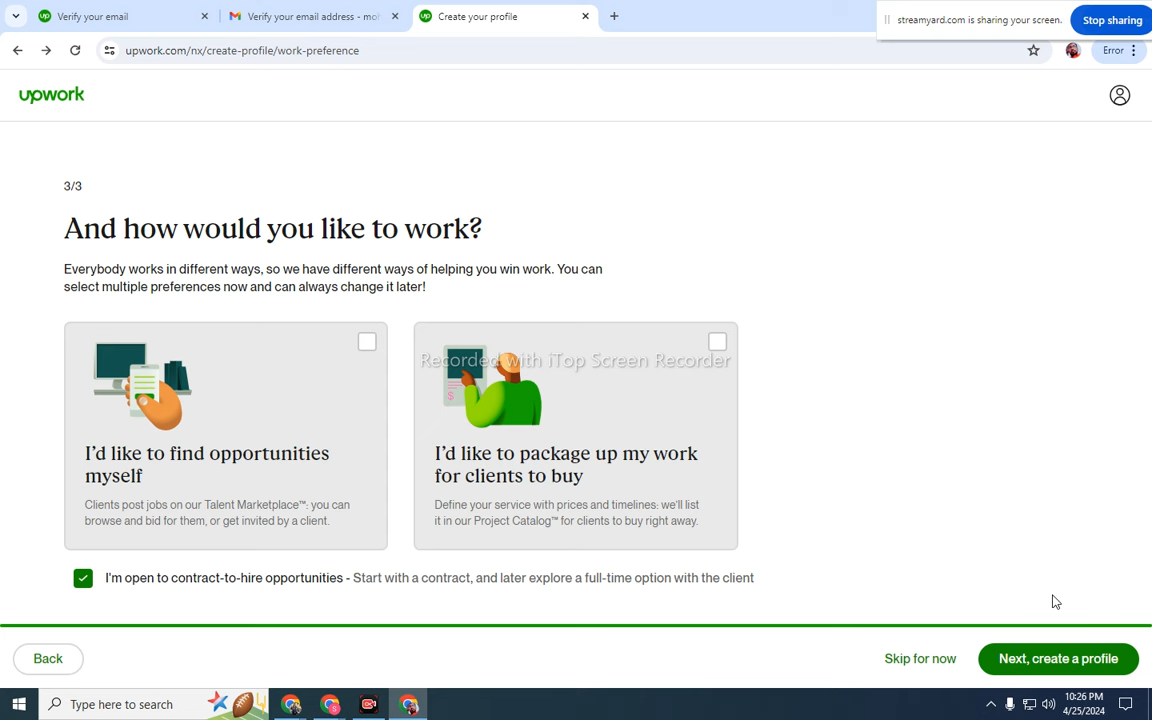 Verify your email
Verify your email address - moh
Create your profile
streamyard.com is sharing your screen.
Stop sharing
upwork.com/nx/create-profile/work-preference
Error
upwork
3/3
And how would you like to work?
Everybody works in different ways, so we have different ways of helping you win work. You can
select multiple preferences now and can always change it later!
Recorded with iTop Screen Recorder
$
I'd like to find opportunities
myself
Clients post jobs on our Talent Marketplace™: you can
browse and bid for them, or get invited by a client.
I'd like to package up my work
for clients to buy
Define your service with prices and timelines: we'll list
it in our Project Catalog™ for clients to buy right away.
I'm open to contract-to-hire opportunities - Start with a contract, and later explore a full-time option with the client
Back
Skip for now
Next, create a profile
Type here to search
10:26 PM
4/25/2024